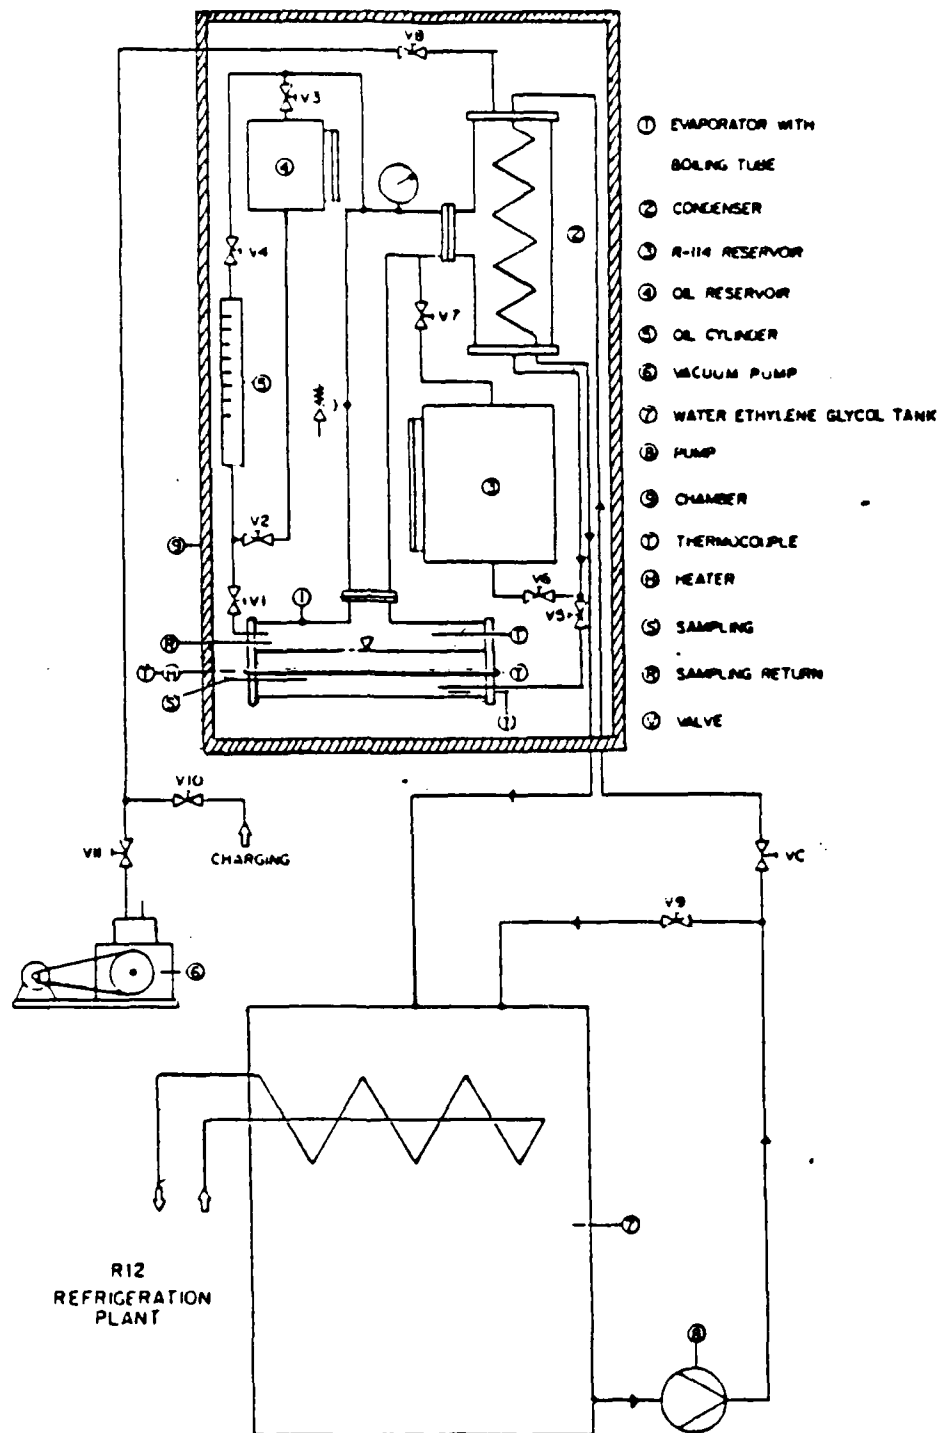 V8
V3
④
V4
②
V7
⑤
③
V2
⑨
V6
V1
①
V5
Ⓡ
Ⓣ
Ⓣ Ⓗ
Ⓣ
Ⓢ
Ⓣ
① EVAPORATOR WITH
BOILING TUBE
② CONDENSER
③ R-114 RESERVOIR
④ OIL RESERVOIR
⑤ OIL CYLINDER
⑥ VACUUM PUMP
⑦ WATER ETHYLENE GLYCOL TANK
⑧ PUMP
⑨ CHAMBER
Ⓣ THERMOCOUPLE
Ⓗ HEATER
Ⓢ SAMPLING
Ⓡ SAMPLING RETURN
Ⓥ VALVE
V10
V11
CHARGING
VC
V9
⑥
⑦
R12
REFRIGERATION
PLANT
⑧